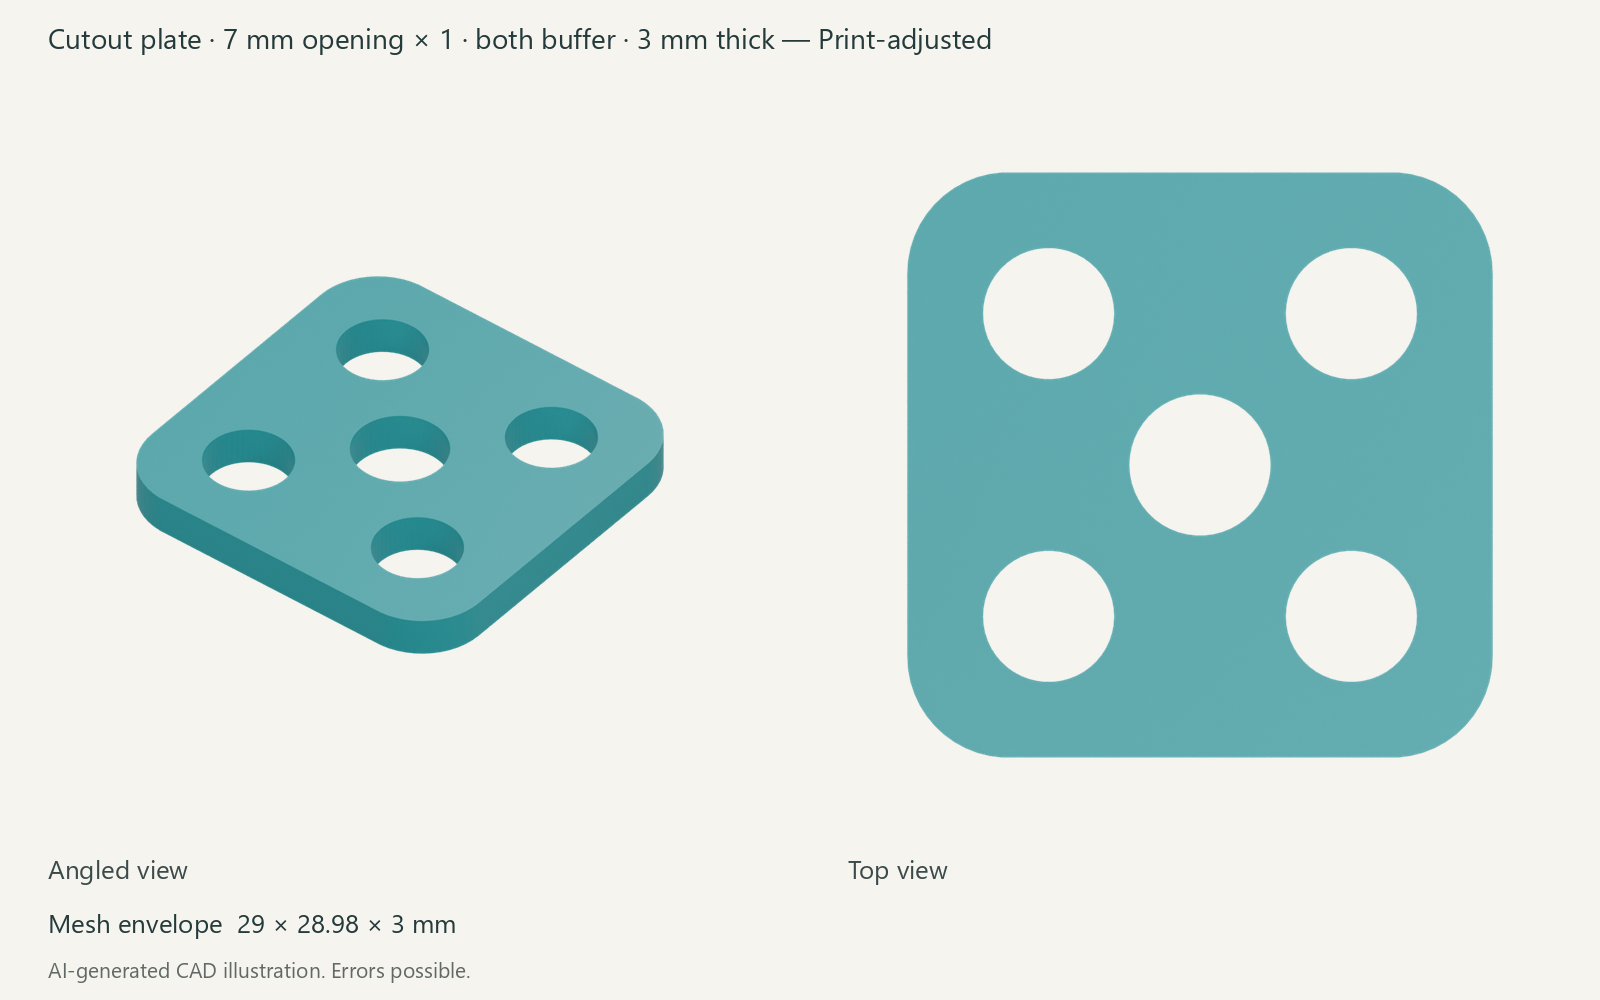 Cutout plate · 7 mm opening × 1 · both buffer · 3 mm thick — Print-adjusted
Angled view
Top view
Mesh envelope 29 × 28.98 × 3 mm
AI-generated CAD illustration. Errors possible.